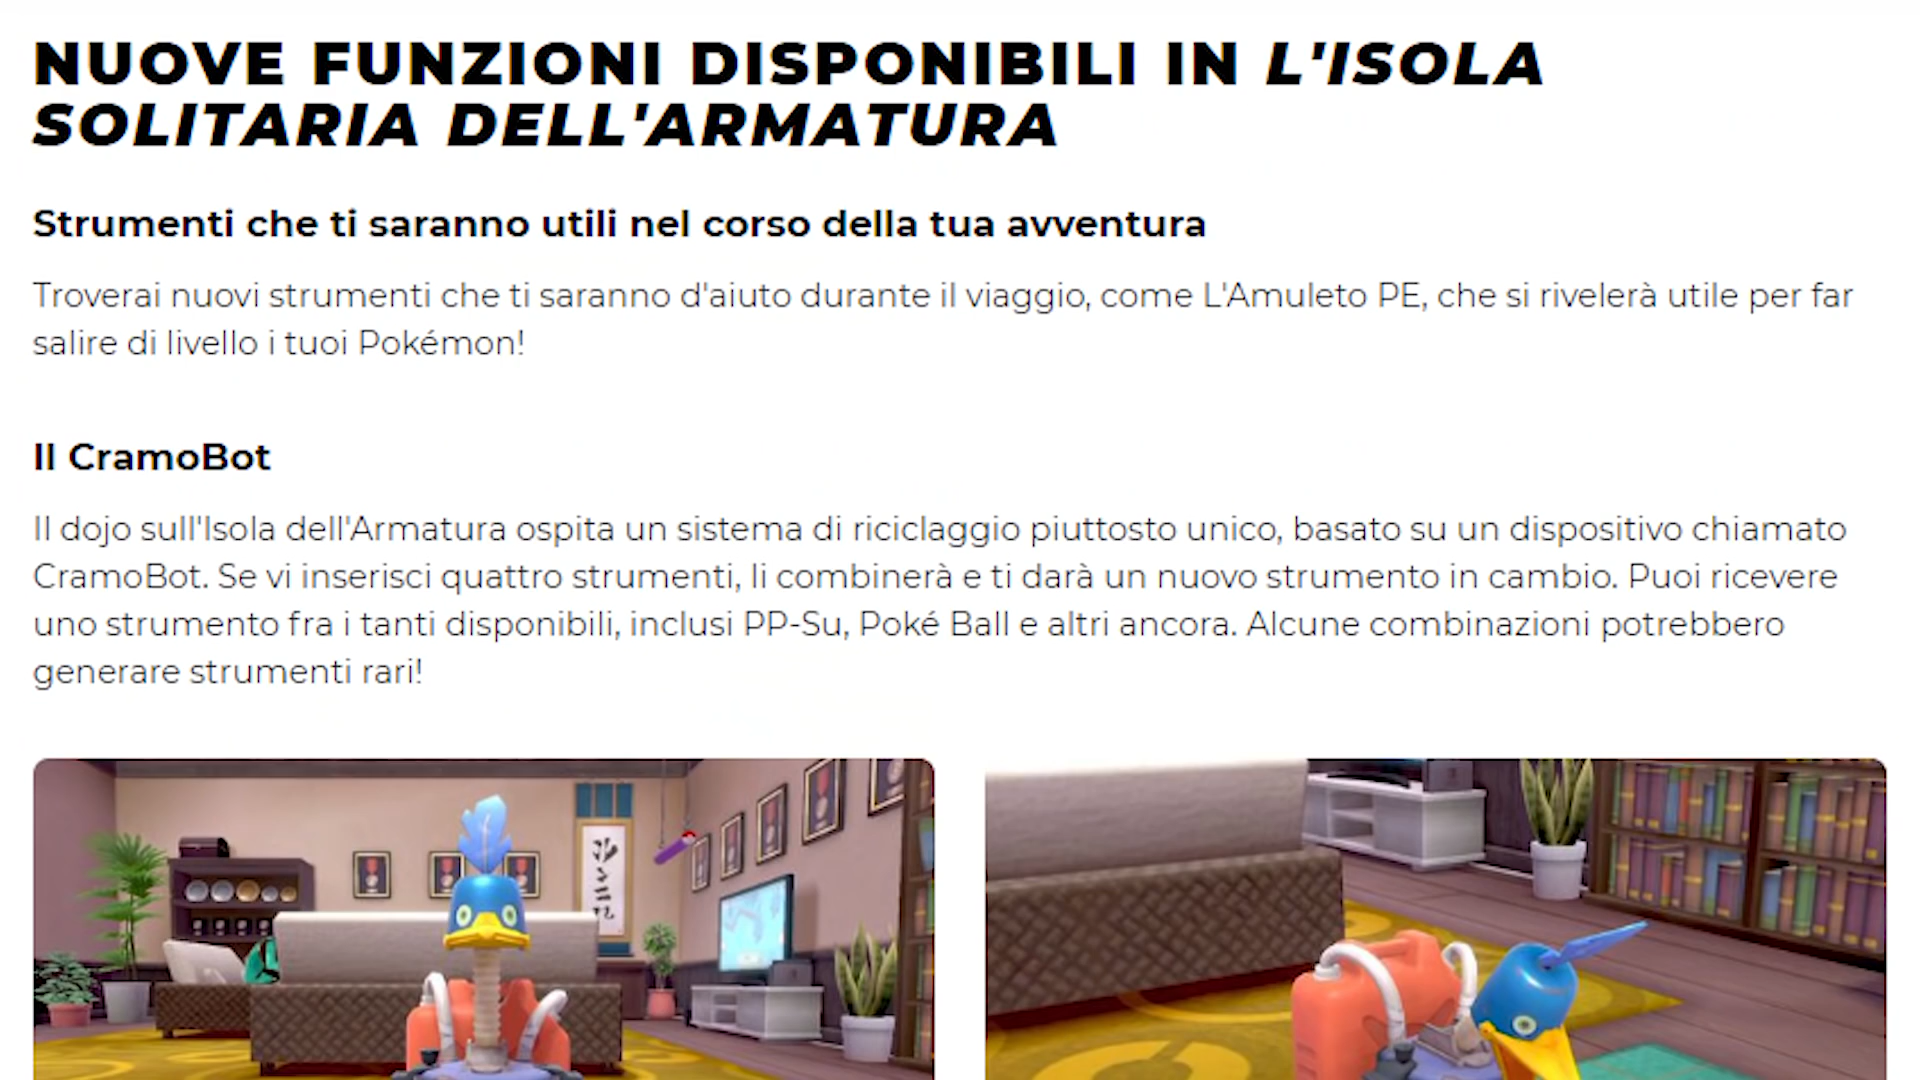 NUOVE FUNZIONI DISPONIBILI IN L'ISOLA
SOLITARIA DELL'ARMATURA
Strumenti che ti saranno utili nel corso della tua avventura
Troverai nuovi strumenti che ti saranno d'aiuto durante il viaggio, come L'Amuleto PE, che si rivelerà utile per far
salire di livello i tuoi Pokémon!
Il CramoBot
Il dojo sull'Isola dell'Armatura ospita un sistema di riciclaggio piuttosto unico, basato su un dispositivo chiamato
CramoBot. Se vi inserisci quattro strumenti, li combinerà e ti darà un nuovo strumento in cambio. Puoi ricevere
uno strumento fra i tanti disponibili, inclusi PP-Su, Poké Ball e altri ancora. Alcune combinazioni potrebbero
generare strumenti rari!